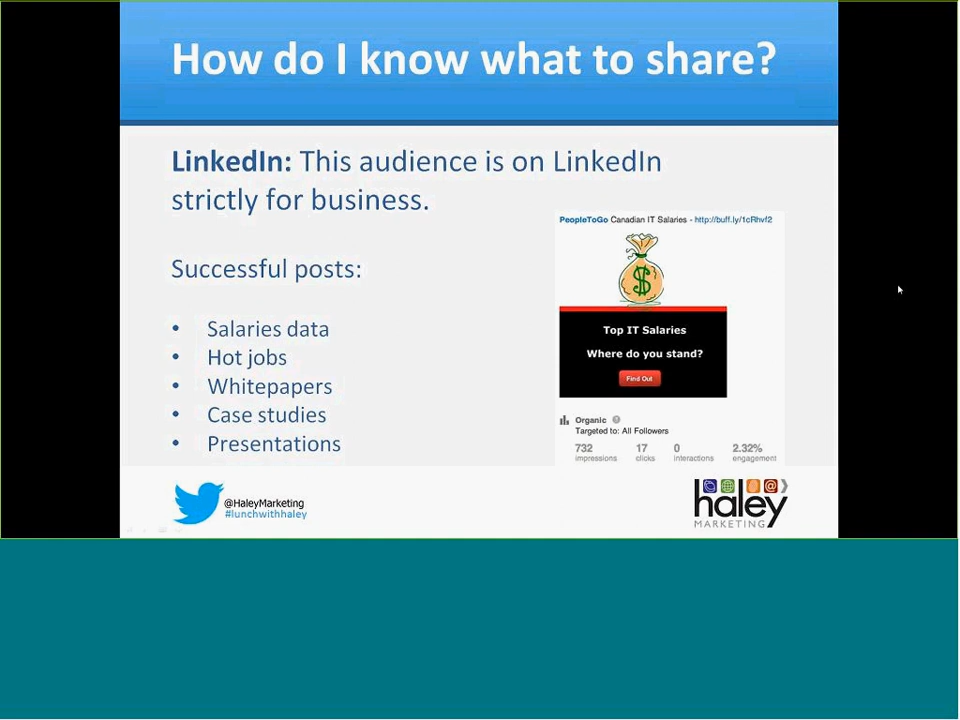 How do I know what to share?
LinkedIn: This audience is on LinkedIn
strictly for business.
Successful posts:
• Salaries data
• Hot jobs
• Whitepapers
• Case studies
• Presentations
PeopleToGo Canadian IT Salaries - http://buff.ly/1cRhvf2
$
Top IT Salaries
Where do you stand?
Find Out
Organic ?
Targeted to: All Followers
732 17 0 2.32%
impressions clicks interactions engagement
@HaleyMarketing
#lunchwithhaley
haley
MARKETING